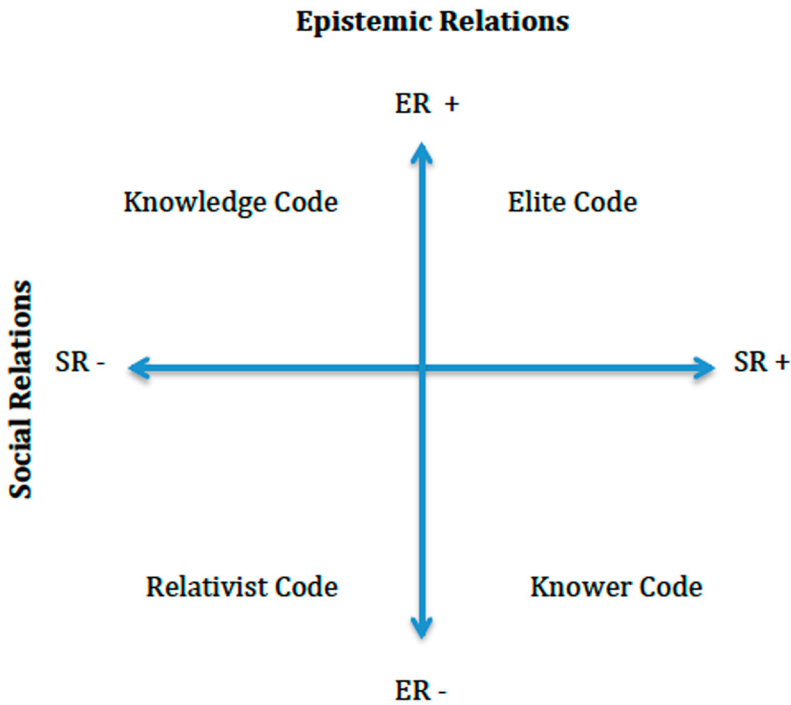 Epistemic Relations
ER +
Knowledge Code
Elite Code
Social Relations
SR -
SR +
Relativist Code
Knower Code
ER -